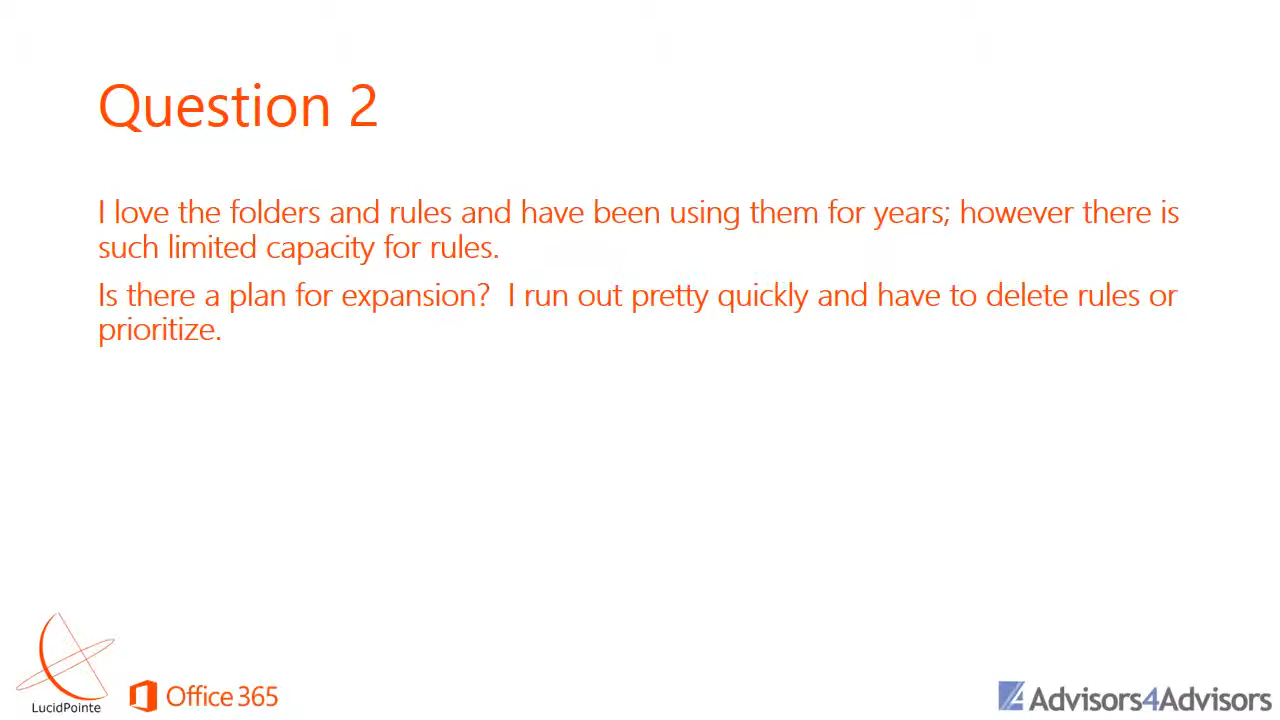 Question 2
I love the folders and rules and have been using them for years; however there is
such limited capacity for rules.
Is there a plan for expansion?  I run out pretty quickly and have to delete rules or
prioritize.
LucidPointe
Office 365
Advisors4Advisors